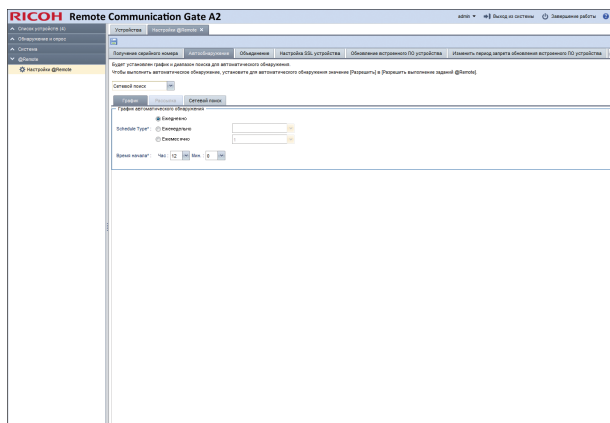 RICOH Remote Communication Gate A2
admin Выход из системы Завершение работы
Список устройств (4)
Обнаружение и опрос
Система
@Remote
Настройки @Remote
Устройства Настройки @Remote
Получение серийного номера Автообнаружение Объединение Настройка SSL устройства Обновление встроенного ПО устройства Изменить период запрета обновления встроенного ПО устройства
Будет установлен график и диапазон поиска для автоматического обнаружения.
Чтобы выполнить автоматическое обнаружение, установите для автоматического обнаружения значение [Разрешить] в [Разрешить выполнение заданий @Remote].
Сетевой поиск
График Рассылка Сетевой поиск
График автоматического обнаружения
Ежедневно
Schedule Type*: Еженедельно
Ежемесячно
Время начала*: Час 12 Мин. 0